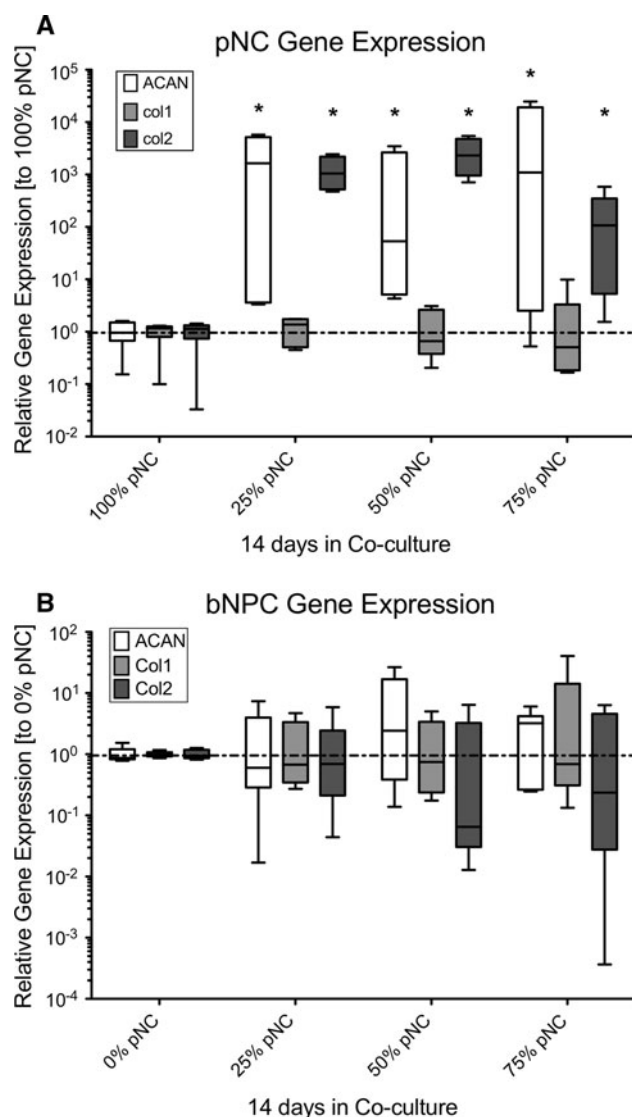 A
pNC Gene Expression
Relative Gene Expression [to 100% pNC]
10^5
10^4
10^3
10^2
10^1
10^0
10^-1
10^-2
ACAN
col1
col2
* * * * * *
100% pNC
25% pNC
50% pNC
75% pNC
14 days in Co-culture
B
bNPC Gene Expression
Relative Gene Expression [to 0% pNC]
10^2
10^1
10^0
10^-1
10^-2
10^-3
10^-4
ACAN
Col1
Col2
0% pNC
25% pNC
50% pNC
75% pNC
14 days in Co-culture